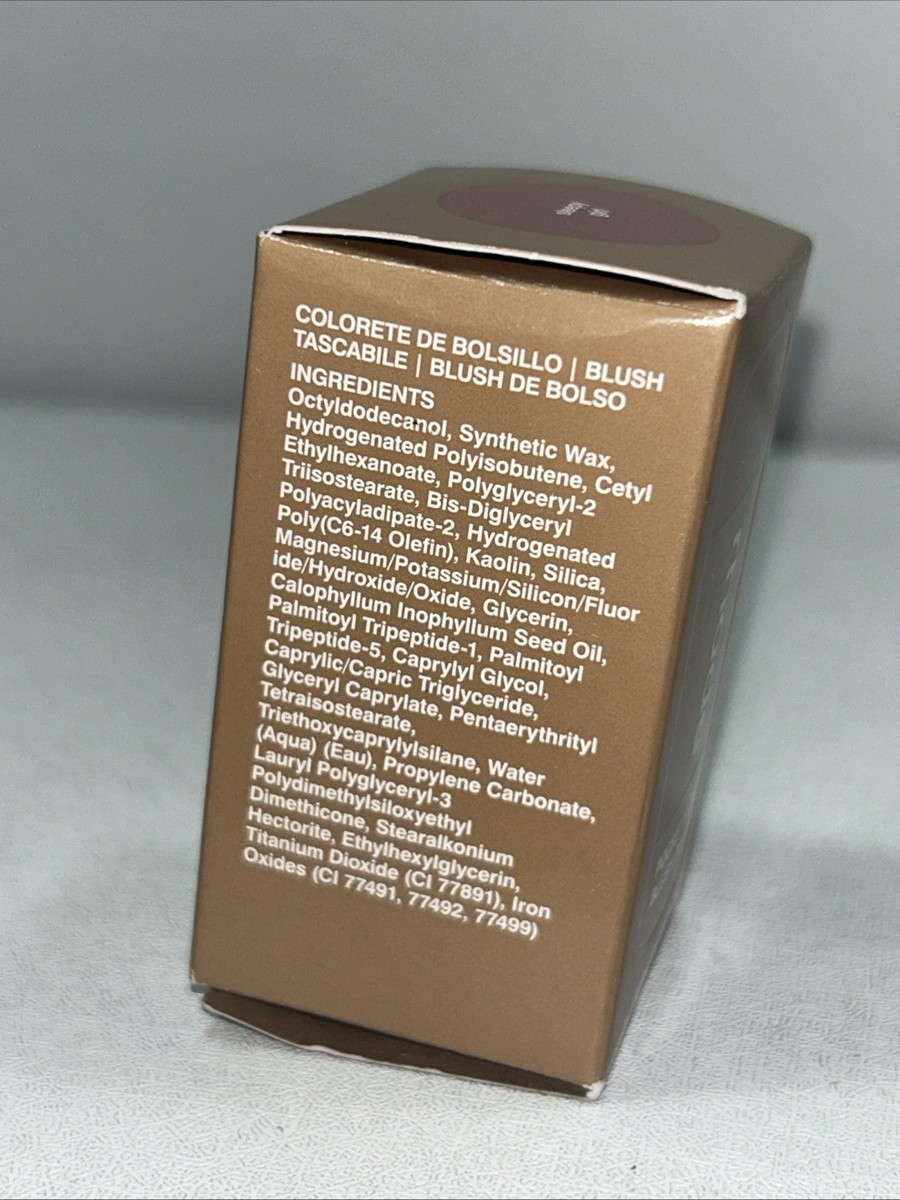 COLORETE DE BOLSILLO | BLUSH
TASCABILE | BLUSH DE BOLSO
INGREDIENTS
Octyldodecanol, Synthetic Wax,
Hydrogenated Polyisobutene, Cetyl
Ethylhexanoate, Polyglyceryl-2
Triisostearate, Bis-Diglyceryl
Polyacyladipate-2, Hydrogenated
Poly(C6-14 Olefin), Kaolin, Silica,
Magnesium/Potassium/Silicon/Fluor
ide/Hydroxide/Oxide, Glycerin,
Calophyllum Inophyllum Seed Oil,
Palmitoyl Tripeptide-1, Palmitoyl
Tripeptide-5, Caprylyl Glycol,
Caprylic/Capric Triglyceride,
Glyceryl Caprylate, Pentaerythrityl
Tetraisostearate,
Triethoxycaprylylsilane, Water
(Aqua) (Eau), Propylene Carbonate,
Lauryl Polyglyceryl-3
Polydimethylsiloxyethyl
Dimethicone, Stearalkonium
Hectorite, Ethylhexylglycerin,
Titanium Dioxide (CI 77891), Iron
Oxides (CI 77491, 77492, 77499)